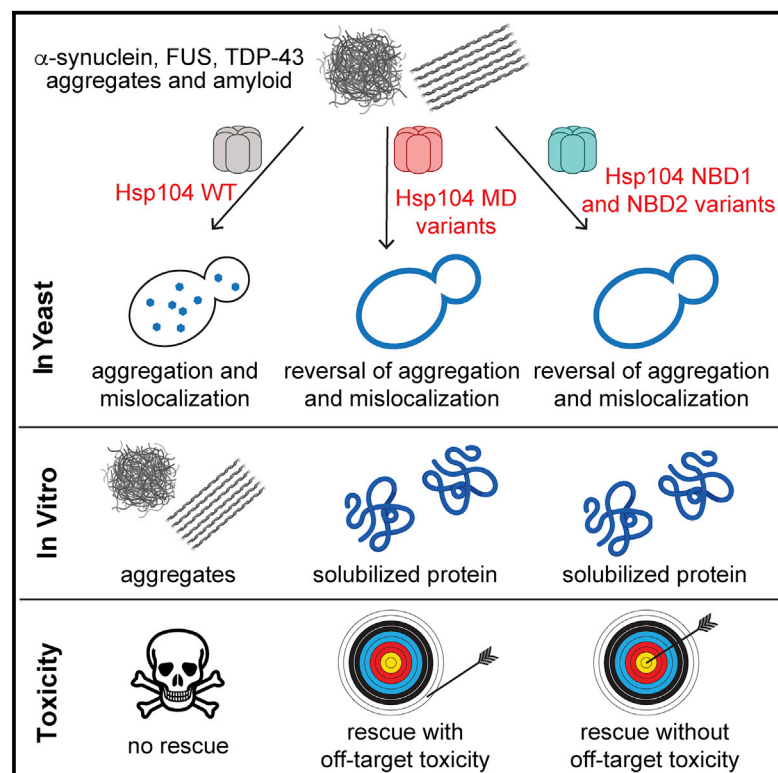 α-synuclein, FUS, TDP-43
aggregates and amyloid
Hsp104 WT
Hsp104 MD
variants
Hsp104 NBD1
and NBD2 variants
In Yeast
aggregation and
mislocalization
reversal of aggregation
and mislocalization
reversal of aggregation
and mislocalization
In Vitro
aggregates
solubilized protein
solubilized protein
Toxicity
no rescue
rescue with
off-target toxicity
rescue without
off-target toxicity